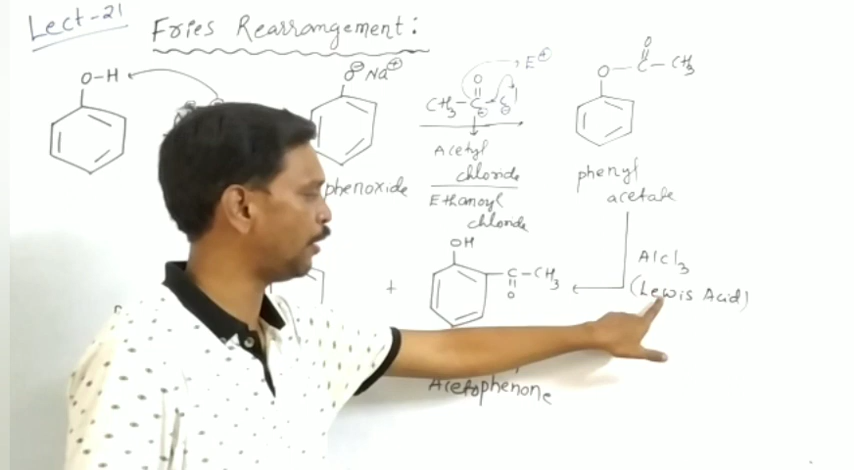 Lect-21
Fries Rearrangement:
O-H
O⊖ Na⊕
O
CH3-C-Cl
⊖ ⊖
E⊕
O
O-C-CH3
Acetyl
chloride
Ethanoyl
chloride
phenoxide
phenyl
acetate
AlCl3
(Lewis Acid)
+
OH
C-CH3
O
Acetophenone